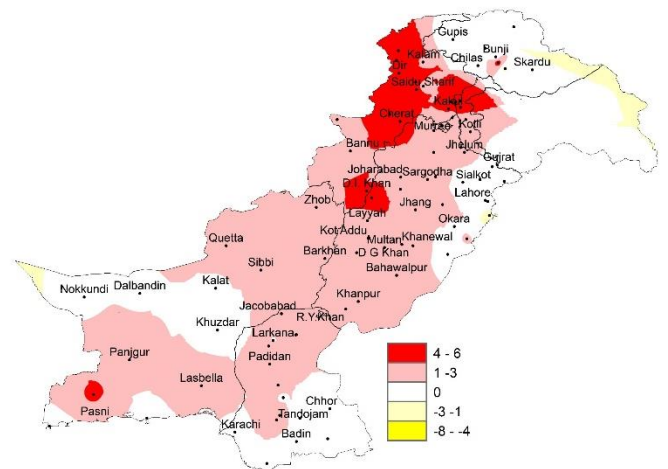 Gupis
Kalam
Chilas
Bunji
Skardu
Dir
Saidu Sharif
Kakul
Cherat
Murree
Kotli
Bannu
Jhelum
Gujrat
Joharabad
Sargodha
Sialkot
D.I. Khan
Lahore
Zhob
Layyah
Jhang
Okara
Kot Addu
Quetta
Multan
Khanewal
Sibbi
Barkhan
D G Khan
Bahawalpur
Nokkundi
Dalbandin
Kalat
Khanpur
Jacobabad
R.Y.Khan
Khuzdar
Larkana
Panjgur
Padidan
Lasbella
Pasni
Chhor
Tandojam
Karachi
Badin
4 - 6
1 - 3
0
-3 -1
-8 - -4